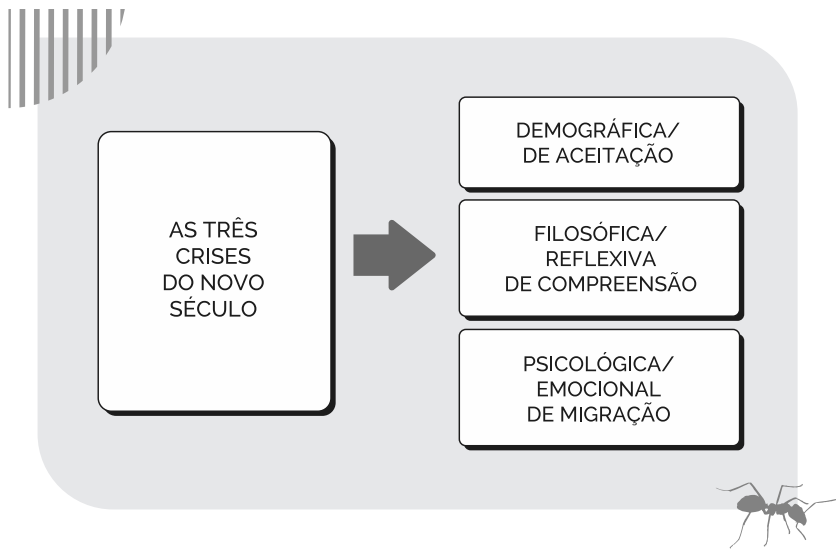 AS TRÊS
CRISES
DO NOVO
SÉCULO
DEMOGRÁFICA/
DE ACEITAÇÃO
FILOSÓFICA/
REFLEXIVA
DE COMPREENSÃO
PSICOLÓGICA/
EMOCIONAL
DE MIGRAÇÃO